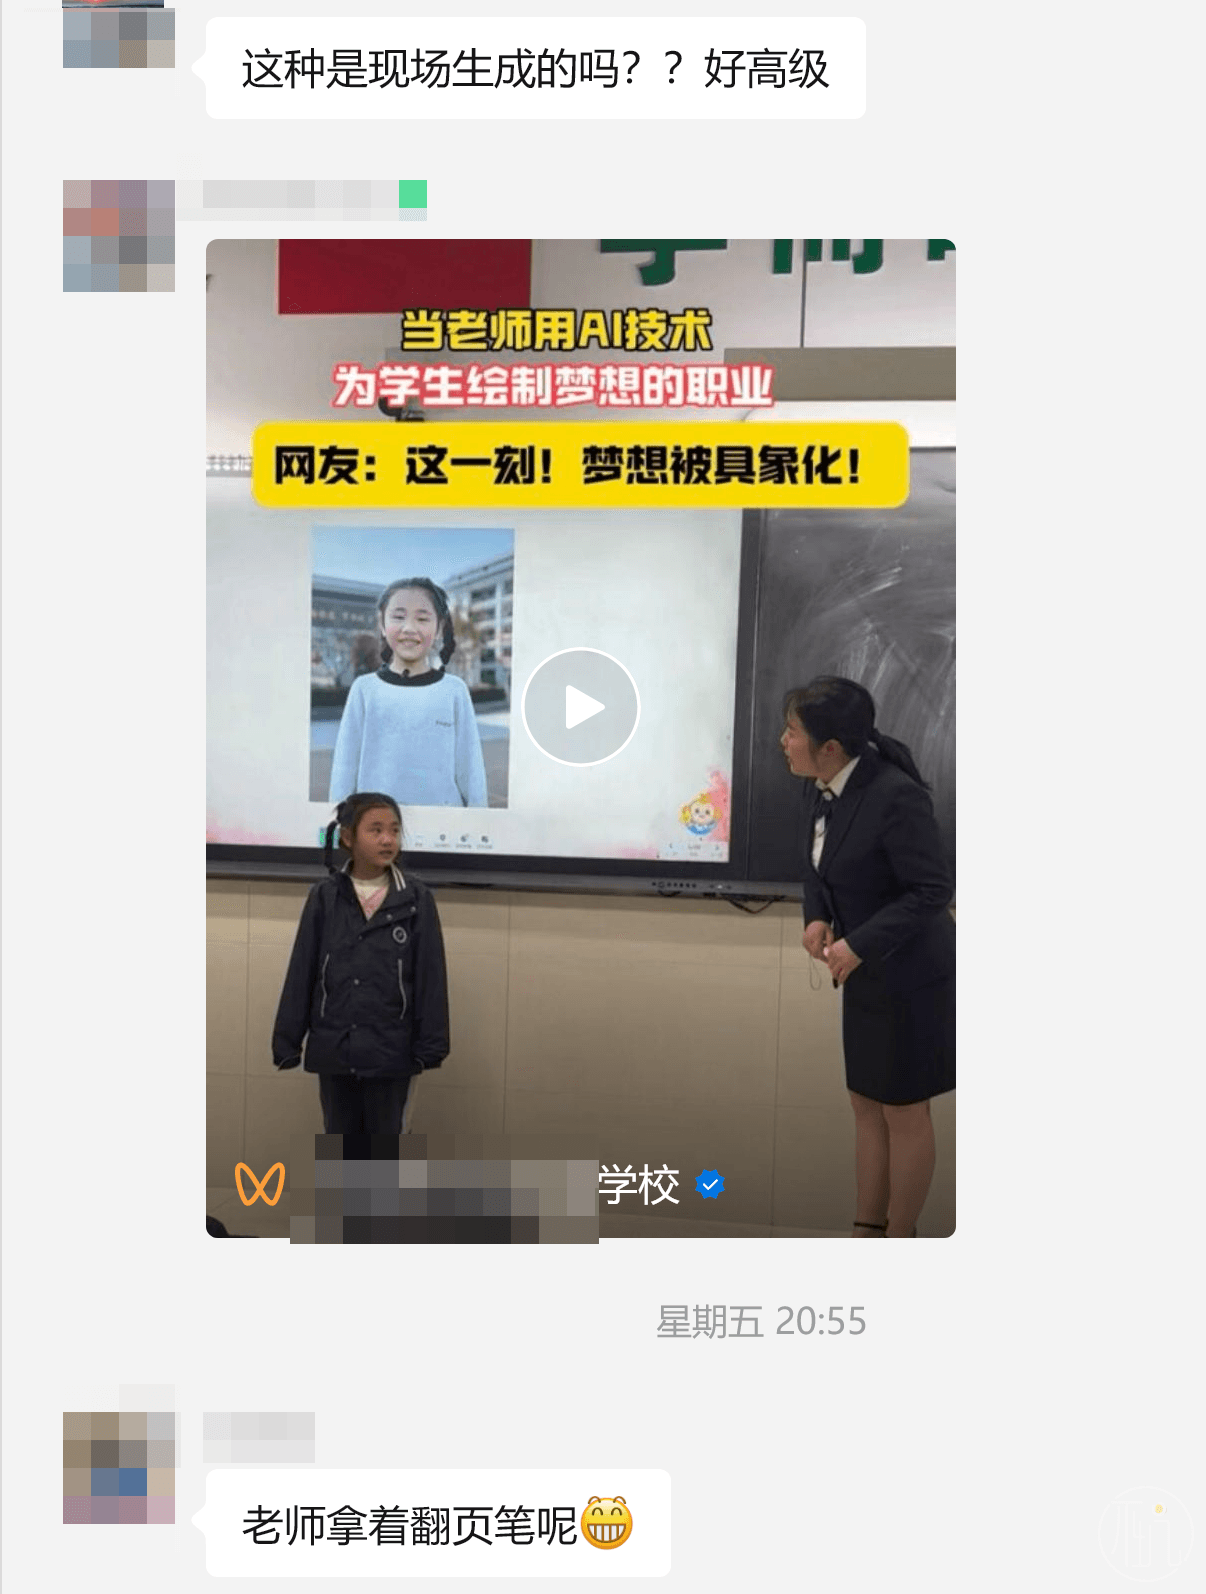 这种是现场生成的吗？？好高级
当老师用AI技术
为学生绘制梦想的职业
网友：这一刻！梦想被具象化！
学校
星期五 20:55
老师拿着翻页笔呢